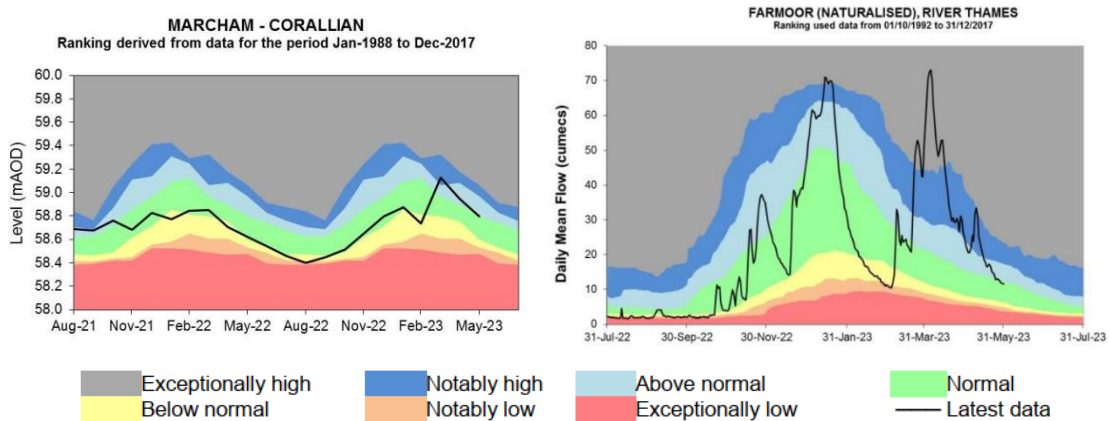 MARCHAM - CORALLIAN
Ranking derived from data for the period Jan-1988 to Dec-2017
Level (mAOD)
60.0
59.8
59.6
59.4
59.2
59.0
58.8
58.6
58.4
58.2
58.0
Aug-21 Nov-21 Feb-22 May-22 Aug-22 Nov-22 Feb-23 May-23
FARMOOR (NATURALISED), RIVER THAMES
Ranking used data from 01/10/1992 to 31/12/2017
Daily Mean Flow (cumecs)
80
70
60
50
40
30
20
10
0
31-Jul-22 30-Sep-22 30-Nov-22 31-Jan-23 31-Mar-23 31-May-23 31-Jul-23
Exceptionally high Notably high Above normal Normal
Below normal Notably low Exceptionally low Latest data